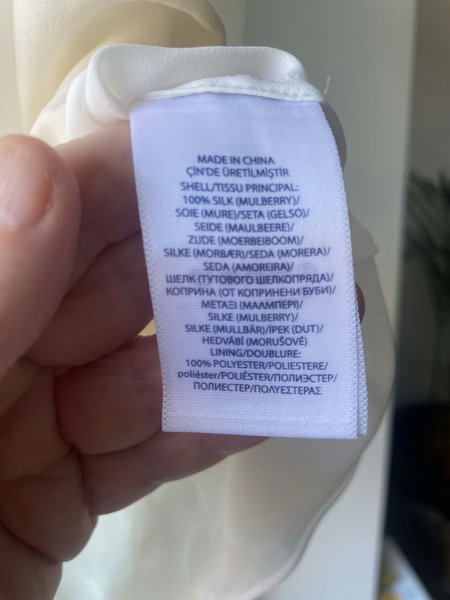 MADE IN CHINA
ÇİN'DE ÜRETİLMİŞTİR
SHELL/TISSU PRINCIPAL:
100% SILK (MULBERRY)/
SOIE (MURE)/SETA (GELSO)/
SEIDE (MAULBEERE)/
ZIJDE (MOERBEIBOOM)/
SILKE (MORBÆR)/SEDA (MORERA)/
SEDA (AMOREIRA)/
ШЕЛК (ТУТОВОГО ШЕЛКОПРЯДА)/
КОПРИНА (ОТ КОПРИНЕНИ БУБИ)/
ΜΕΤΑΞΙ (ΜΑΛΜΠΕΡΙ)/
SILKE (MULBERRY)/
SILKE (MULLBÄR)/İPEK (DUT)/
HEDVÁBÍ (MORUŠOVÉ)
LINING/DOUBLURE:
100% POLYESTER/POLIESTERE/
poliéster/POLIÉSTER/ПОЛИЭСТЕР/
ПОЛИЕСТЕР/ΠΟΛΥΕΣΤΕΡΑΣ